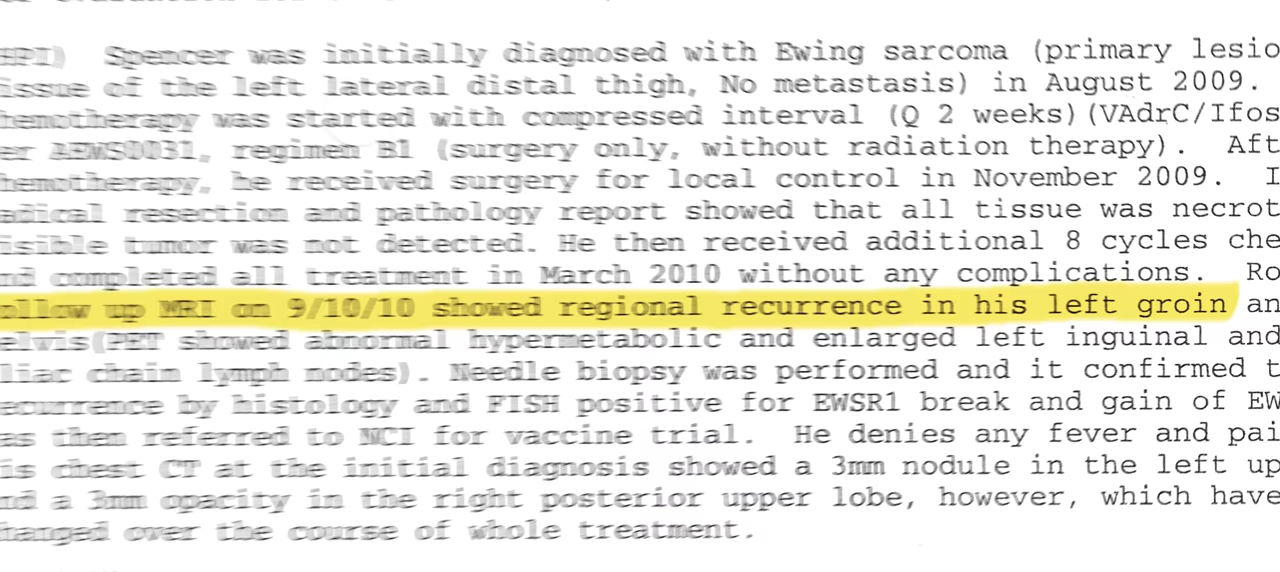 HPI) Spencer was initially diagnosed with Ewing sarcoma (primary lesio
issue of the left lateral distal thigh, No metastasis) in August 2009.
hemotherapy was started with compressed interval (Q 2 weeks)(VAdrC/Ifos
er AEWS0031, regimen B1 (surgery only, without radiation therapy). Aft
hemotherapy, he received surgery for local control in November 2009. I
adical resection and pathology report showed that all tissue was necrot
isible tumor was not detected. He then received additional 8 cycles che
nd completed all treatment in March 2010 without any complications. Ro
ollow up MRI on 9/10/10 showed regional recurrence in his left groin an
elvis(PET showed abnormal hypermetabolic and enlarged left inguinal and
liac chain lymph nodes). Needle biopsy was performed and it confirmed t
ecurrence by histology and FISH positive for EWSR1 break and gain of EW
as then referred to NCI for vaccine trial. He denies any fever and pai
is chest CT at the initial diagnosis showed a 3mm nodule in the left up
nd a 3mm opacity in the right posterior upper lobe, however, which have
hanged over the course of whole treatment.